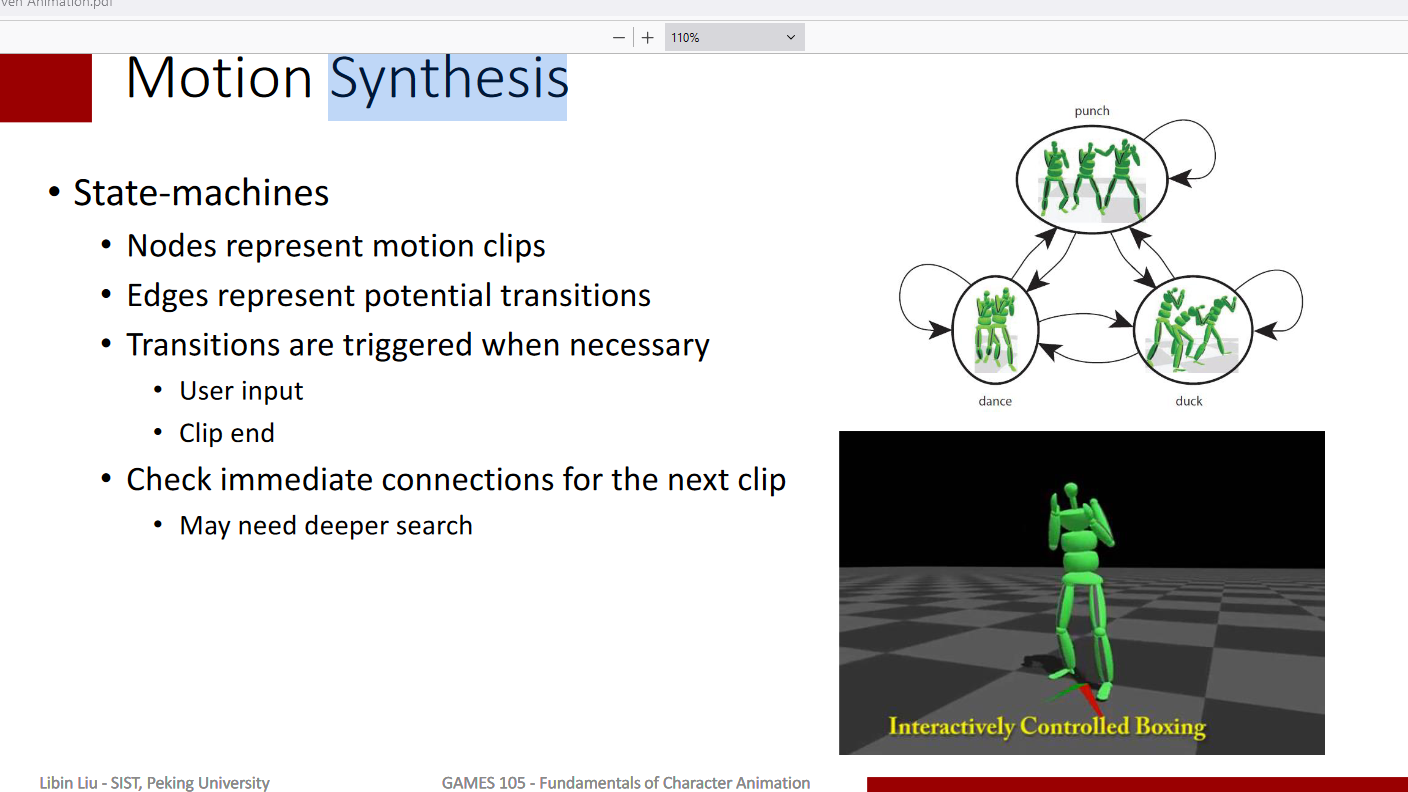 ven Animation.pdf
110%
Motion Synthesis
• State-machines
• Nodes represent motion clips
• Edges represent potential transitions
• Transitions are triggered when necessary
• User input
• Clip end
• Check immediate connections for the next clip
• May need deeper search
punch
dance
duck
Interactively Controlled Boxing
Libin Liu - SIST, Peking University
GAMES 105 - Fundamentals of Character Animation